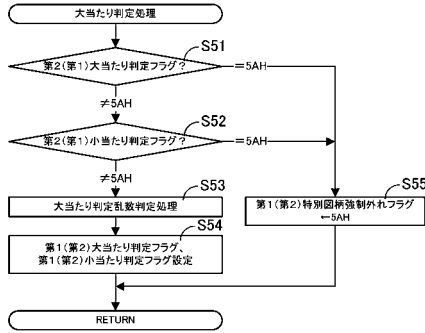 大当たり判定処理
S51
第2(第1)大当たり判定フラグ?
=5AH
≠5AH
S52
第2(第1)小当たり判定フラグ?
=5AH
≠5AH
S53
大当たり判定乱数判定処理
S55
第1(第2)特別図柄強制外れフラグ
←5AH
S54
第1(第2)大当たり判定フラグ、
第1(第2)小当たり判定フラグ設定
RETURN